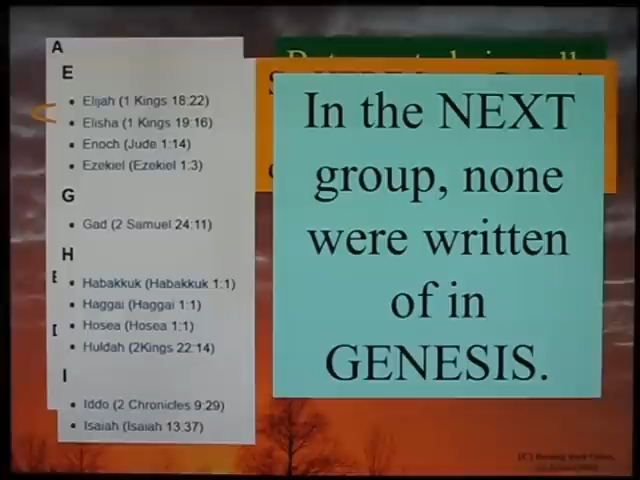 A
E
• Elijah (1 Kings 18:22)
• Elisha (1 Kings 19:16)
• Enoch (Jude 1:14)
• Ezekiel (Ezekiel 1:3)
G
• Gad (2 Samuel 24:11)
H
• Habakkuk (Habakkuk 1:1)
• Haggai (Haggai 1:1)
• Hosea (Hosea 1:1)
• Huldah (2Kings 22:14)
I
• Iddo (2 Chronicles 9:29)
• Isaiah (Isaiah 13:37)
In the NEXT
group, none
were written
of in
GENESIS.